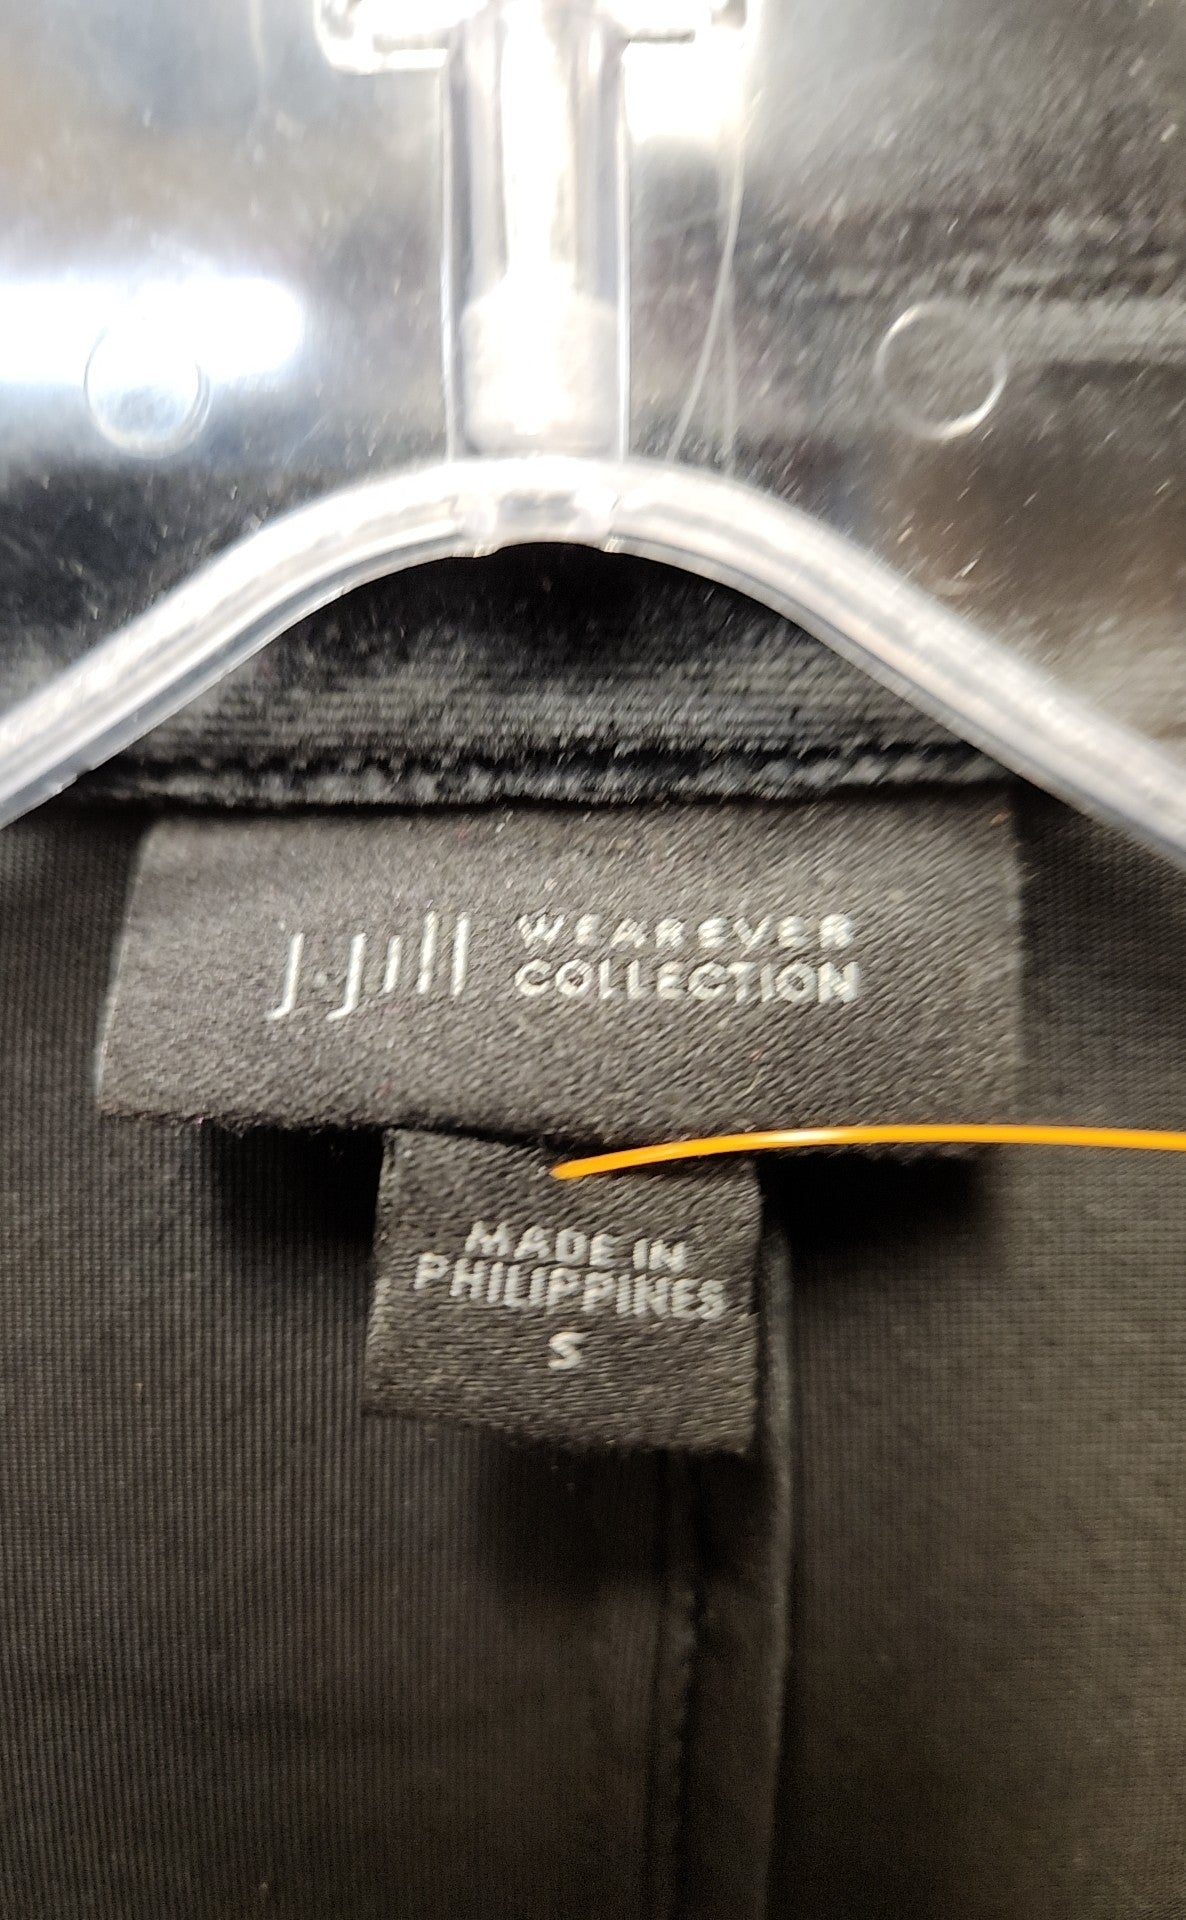 J.Jill WEAREVER
COLLECTION
MADE IN
PHILIPPINES
S